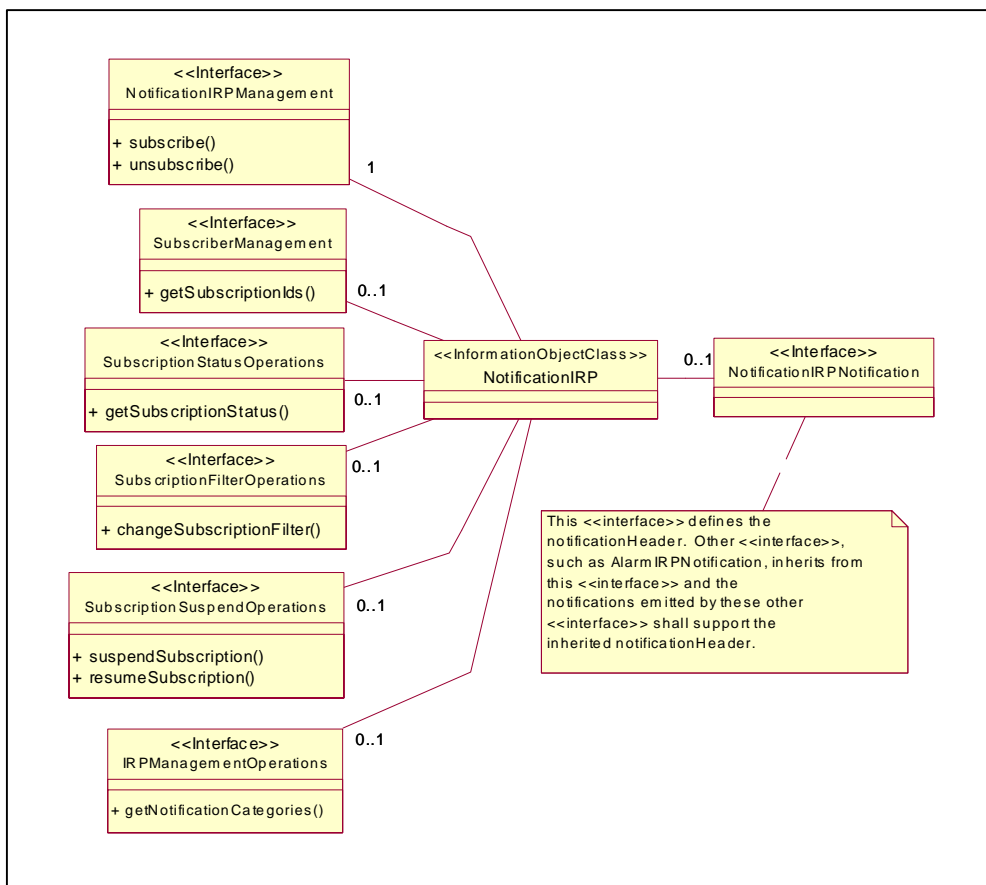 <<Interface>>
NotificationIRPManagement
+ subscribe()
+ unsubscribe()
1
<<Interface>>
SubscriberManagement
+ getSubscriptionIds()
0..1
<<Interface>>
SubscriptionStatusOperations
+ getSubscriptionStatus()
0..1
<<InformationObjectClass>>
NotificationIRP
0..1
<<Interface>>
NotificationIRPNotification
<<Interface>>
SubscriptionFilterOperations
+ changeSubscriptionFilter()
0..1
This <<interface>> defines the
notificationHeader. Other <<interface>>,
such as AlarmIRPNotification, inherits from
this <<interface>> and the
notifications emitted by these other
<<interface>> shall support the
inherited notificationHeader.
<<Interface>>
SubscriptionSuspendOperations
+ suspendSubscription()
+ resumeSubscription()
0..1
<<Interface>>
IRPManagementOperations
+ getNotificationCategories()
0..1